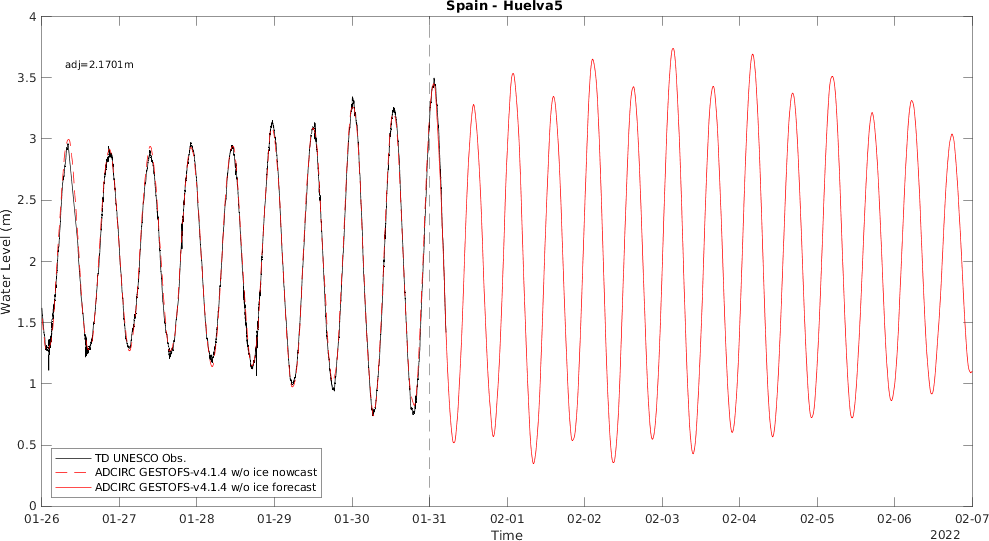 Spain - Huelva5
adj=2.1701m
4
3.5
3
2.5
2
1.5
1
0.5
0
Water Level (m)
TD UNESCO Obs.
ADCIRC GESTOFS-v4.1.4 w/o ice nowcast
ADCIRC GESTOFS-v4.1.4 w/o ice forecast
01-26 01-27 01-28 01-29 01-30 01-31 02-01 02-02 02-03 02-04 02-05 02-06 02-07
Time
2022